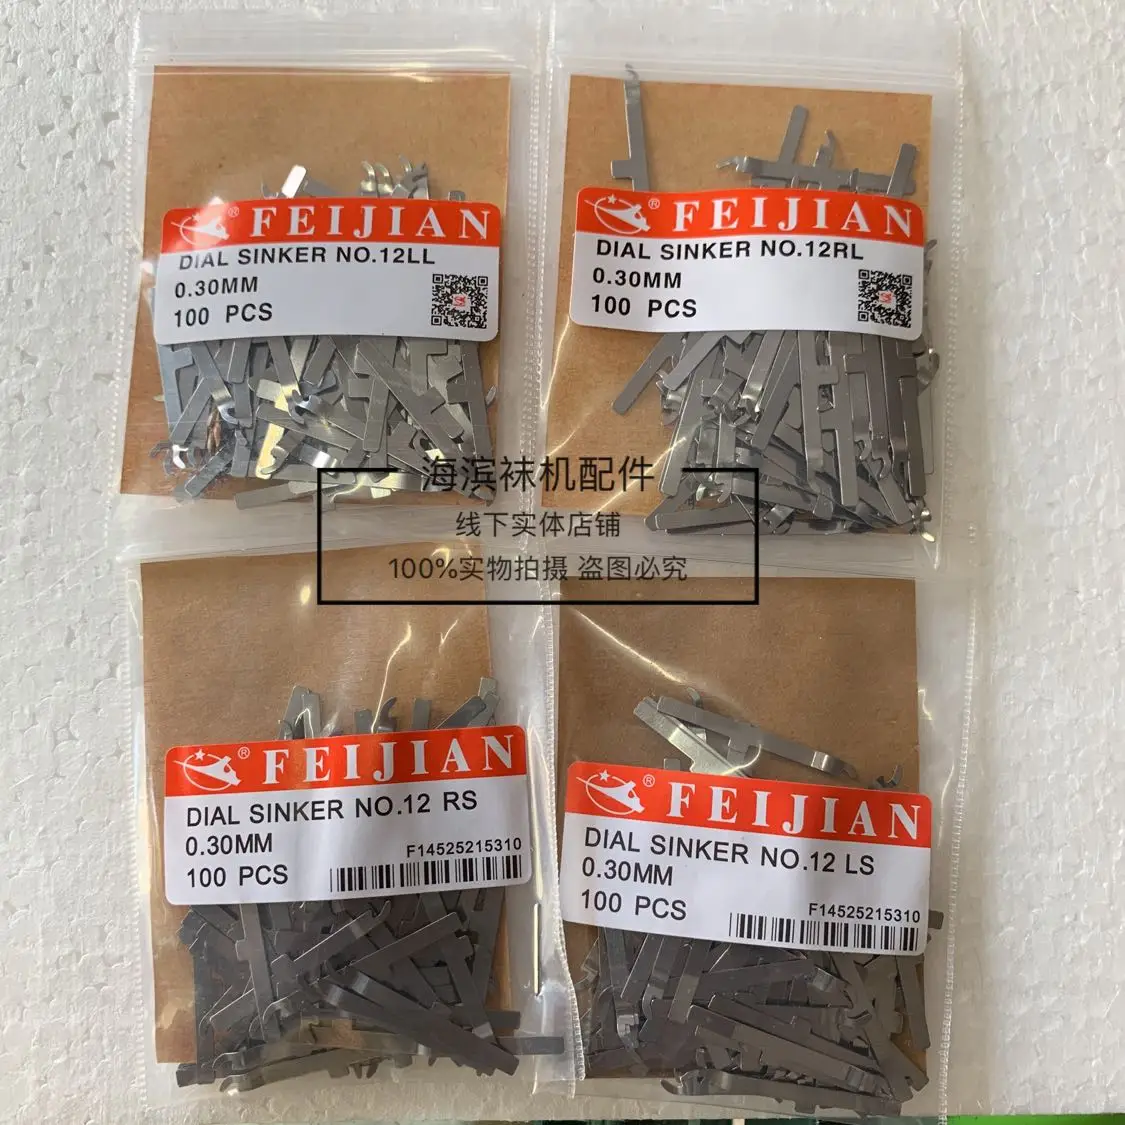 ® FEIJIAN
DIAL SINKER NO.12LL
0.30MM
100 PCS
® FEIJIAN
DIAL SINKER NO.12RL
0.30MM
100 PCS
海滨袜机配件
线下实体店铺
100%实物拍摄 盗图必究
® FEIJIAN
DIAL SINKER NO.12 RS
0.30MM
F14525215310
100 PCS
® FEIJIAN
DIAL SINKER NO.12 LS
0.30MM
100 PCS
F14525215310